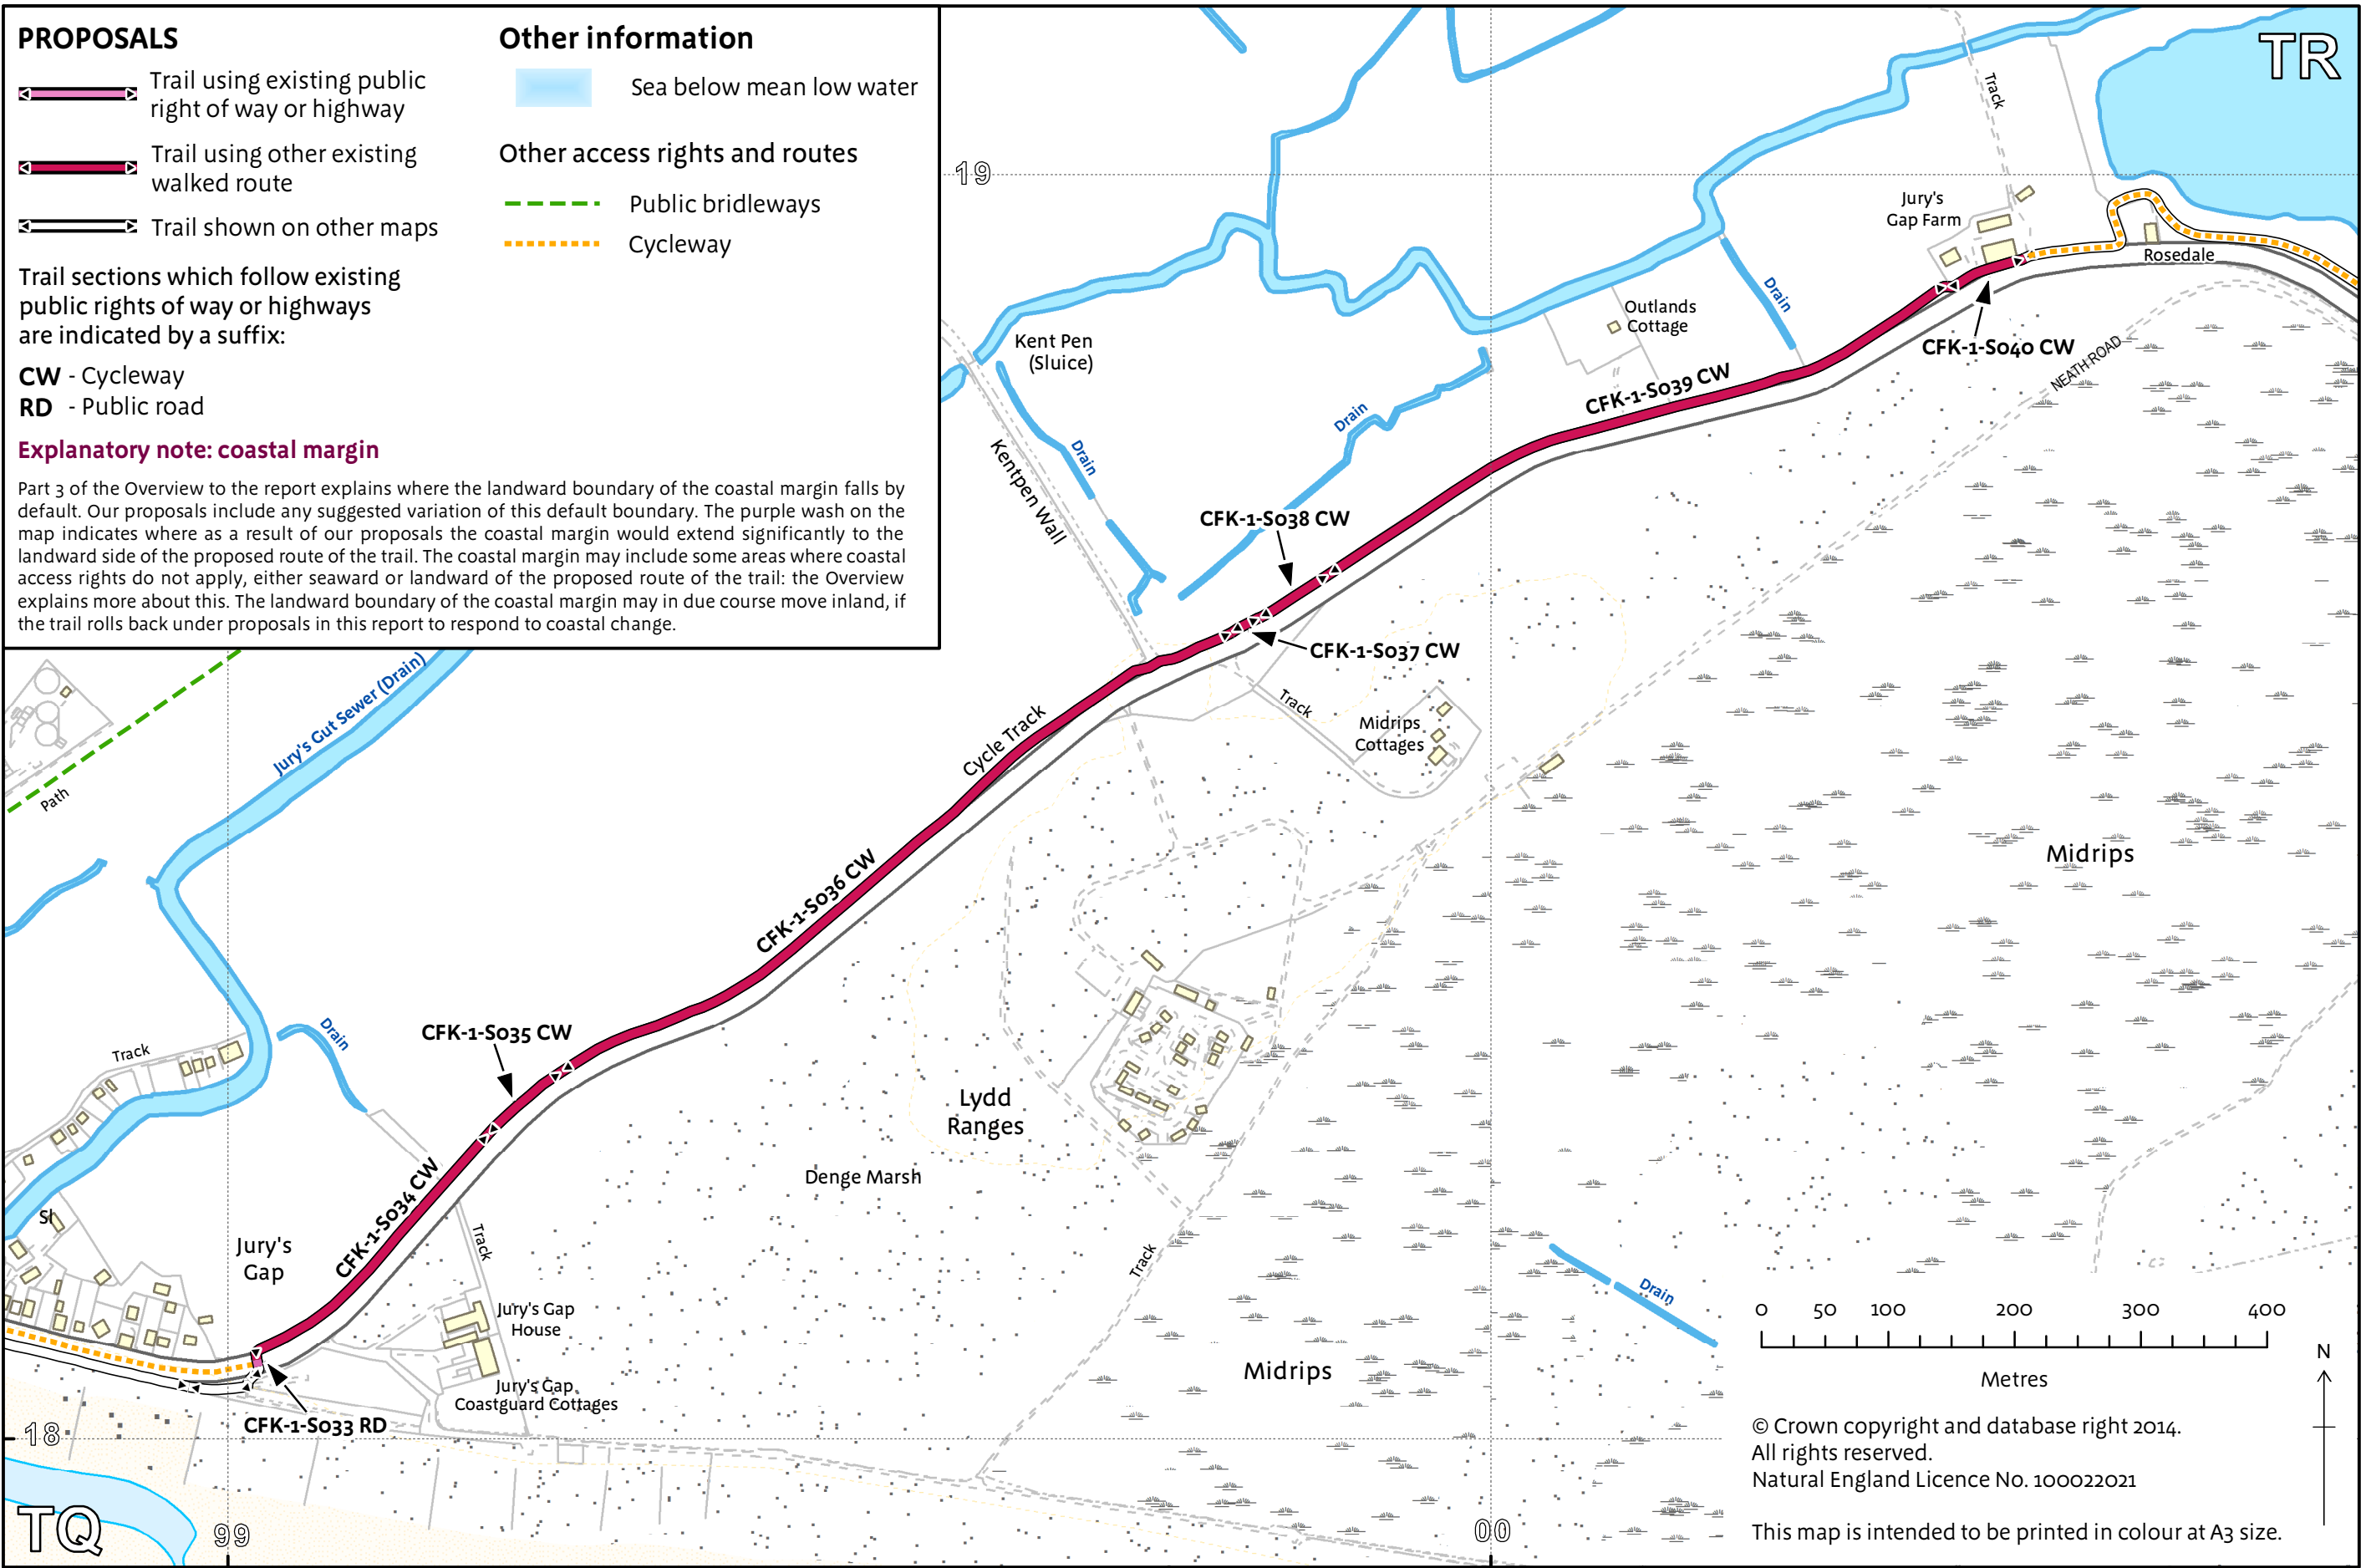 PROPOSALS
Trail using existing public
right of way or highway
Trail using other existing
walked route
Trail shown on other maps
Trail sections which follow existing
public rights of way or highways
are indicated by a suffix:
CW - Cycleway
RD - Public road
Other information
Sea below mean low water
Other access rights and routes
Public bridleways
Cycleway
Explanatory note: coastal margin
Part 3 of the Overview to the report explains where the landward boundary of the coastal margin falls by
default. Our proposals include any suggested variation of this default boundary. The purple wash on the
map indicates where as a result of our proposals the coastal margin would extend significantly to the
landward side of the proposed route of the trail. The coastal margin may include some areas where coastal
access rights do not apply, either seaward or landward of the proposed route of the trail: the Overview
explains more about this. The landward boundary of the coastal margin may in due course move inland, if
the trail rolls back under proposals in this report to respond to coastal change.
TR
19
Track
Jury's
Gap Farm
Rosedale
Drain
Outlands
Cottage
Kent Pen
(Sluice)
CFK-1-S040 CW
NEATH ROAD
CFK-1-S039 CW
Drain
Drain
Kentpen Wall
CFK-1-S038 CW
CFK-1-S037 CW
Track
Midrips
Cottages
Cycle Track
Jury's Gut Sewer (Drain)
Path
CFK-1-S036 CW
Midrips
CFK-1-S035 CW
Drain
Track
Lydd
Ranges
Denge Marsh
CFK-1-S034 CW
Sl
Jury's
Gap
Track
Track
Drain
Jury's Gap
House
Jury's Gap
Coastguard Cottages
Midrips
CFK-1-S033 RD
18
TQ
99
00
0 50 100 200 300 400
Metres
N
© Crown copyright and database right 2014.
All rights reserved.
Natural England Licence No. 100022021
This map is intended to be printed in colour at A3 size.